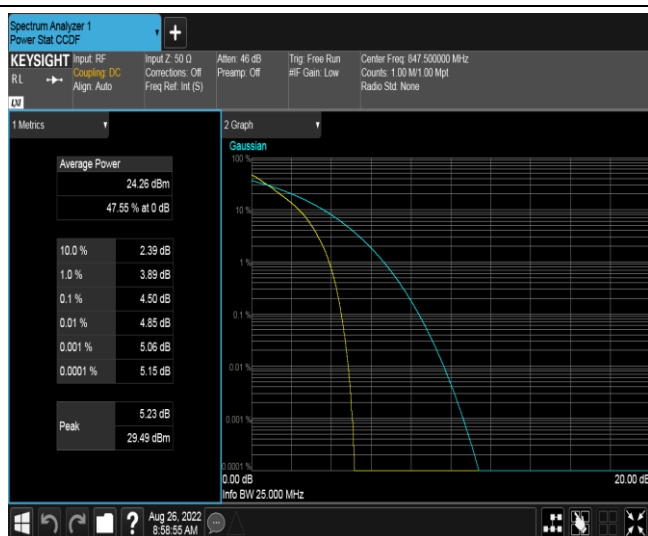 Spectrum Analyzer 1
Power Stat CCDF
+
KEYSIGHT
RL
LXI
Input: RF
Coupling: DC
Align: Auto
Input Z: 50 Ω
Corrections: Off
Freq Ref: Int (S)
Atten: 46 dB
Preamp: Off
Trig: Free Run
#IF Gain: Low
Center Freq: 847.500000 MHz
Counts: 1.00 M/1.00 Mpt
Radio Std: None
1 Metrics
Average Power
24.26 dBm
47.55 % at 0 dB
10.0 % 2.39 dB
1.0 % 3.89 dB
0.1 % 4.50 dB
0.01 % 4.85 dB
0.001 % 5.06 dB
0.0001 % 5.15 dB
Peak
5.23 dB
29.49 dBm
2 Graph
Gaussian
100 %
10 %
1 %
0.1 %
0.01 %
0.001 %
0.0001 %
0.00 dB 20.00 dB
Info BW 25.000 MHz
?
Aug 26, 2022
8:58:55 AM